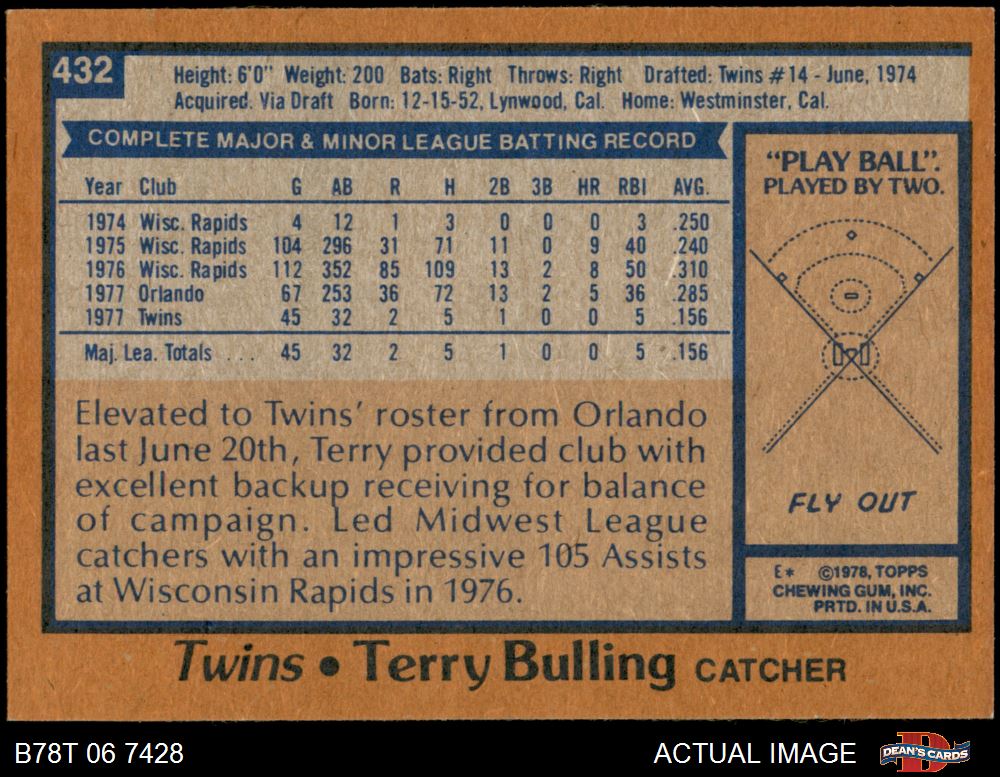 432
Height: 6'0" Weight: 200 Bats: Right Throws: Right Drafted: Twins #14 - June, 1974
Acquired. Via Draft Born: 12-15-52, Lynwood, Cal. Home: Westminster, Cal.
COMPLETE MAJOR & MINOR LEAGUE BATTING RECORD
Year Club G AB R H 2B 3B HR RBI AVG.
1974 Wisc. Rapids 4 12 1 3 0 0 0 3 .250
1975 Wisc. Rapids 104 296 31 71 11 0 9 40 .240
1976 Wisc. Rapids 112 352 85 109 13 2 8 50 .310
1977 Orlando 67 253 36 72 13 2 5 36 .285
1977 Twins 45 32 2 5 1 0 0 5 .156
Maj. Lea. Totals . . . 45 32 2 5 1 0 0 5 .156
Elevated to Twins' roster from Orlando
last June 20th, Terry provided club with
excellent backup receiving for balance
of campaign. Led Midwest League
catchers with an impressive 105 Assists
at Wisconsin Rapids in 1976.
"PLAY BALL".
PLAYED BY TWO.
FLY OUT
E* ©1978, TOPPS
CHEWING GUM, INC.
PRTD. IN U.S.A.
Twins • Terry Bulling CATCHER
B78T 06 7428
ACTUAL IMAGE
DEAN'S CARDS